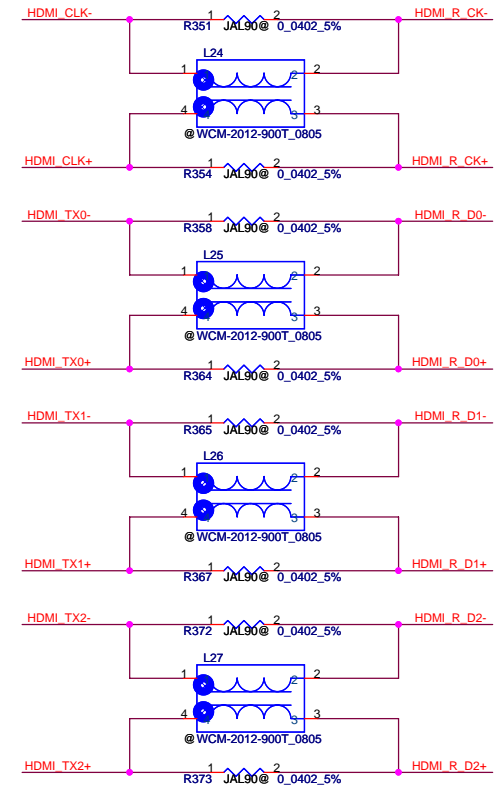 HDMI_CLK- 1 2 HDMI_R_CK-
R351 JAL90@ 0_0402_5%
L24
1 2 2
4 3 3
@ WCM-2012-900T_0805
HDMI_CLK+ 1 2 HDMI_R_CK+
R354 JAL90@ 0_0402_5%
HDMI_TX0- 1 2 HDMI_R_D0-
R358 JAL90@ 0_0402_5%
L25
1 2 2
4 3 3
@ WCM-2012-900T_0805
HDMI_TX0+ 1 2 HDMI_R_D0+
R364 JAL90@ 0_0402_5%
HDMI_TX1- 1 2 HDMI_R_D1-
R365 JAL90@ 0_0402_5%
L26
1 2 2
4 3 3
@ WCM-2012-900T_0805
HDMI_TX1+ 1 2 HDMI_R_D1+
R367 JAL90@ 0_0402_5%
HDMI_TX2- 1 2 HDMI_R_D2-
R372 JAL90@ 0_0402_5%
L27
1 2 2
4 3 3
@ WCM-2012-900T_0805
HDMI_TX2+ 1 2 HDMI_R_D2+
R373 JAL90@ 0_0402_5%